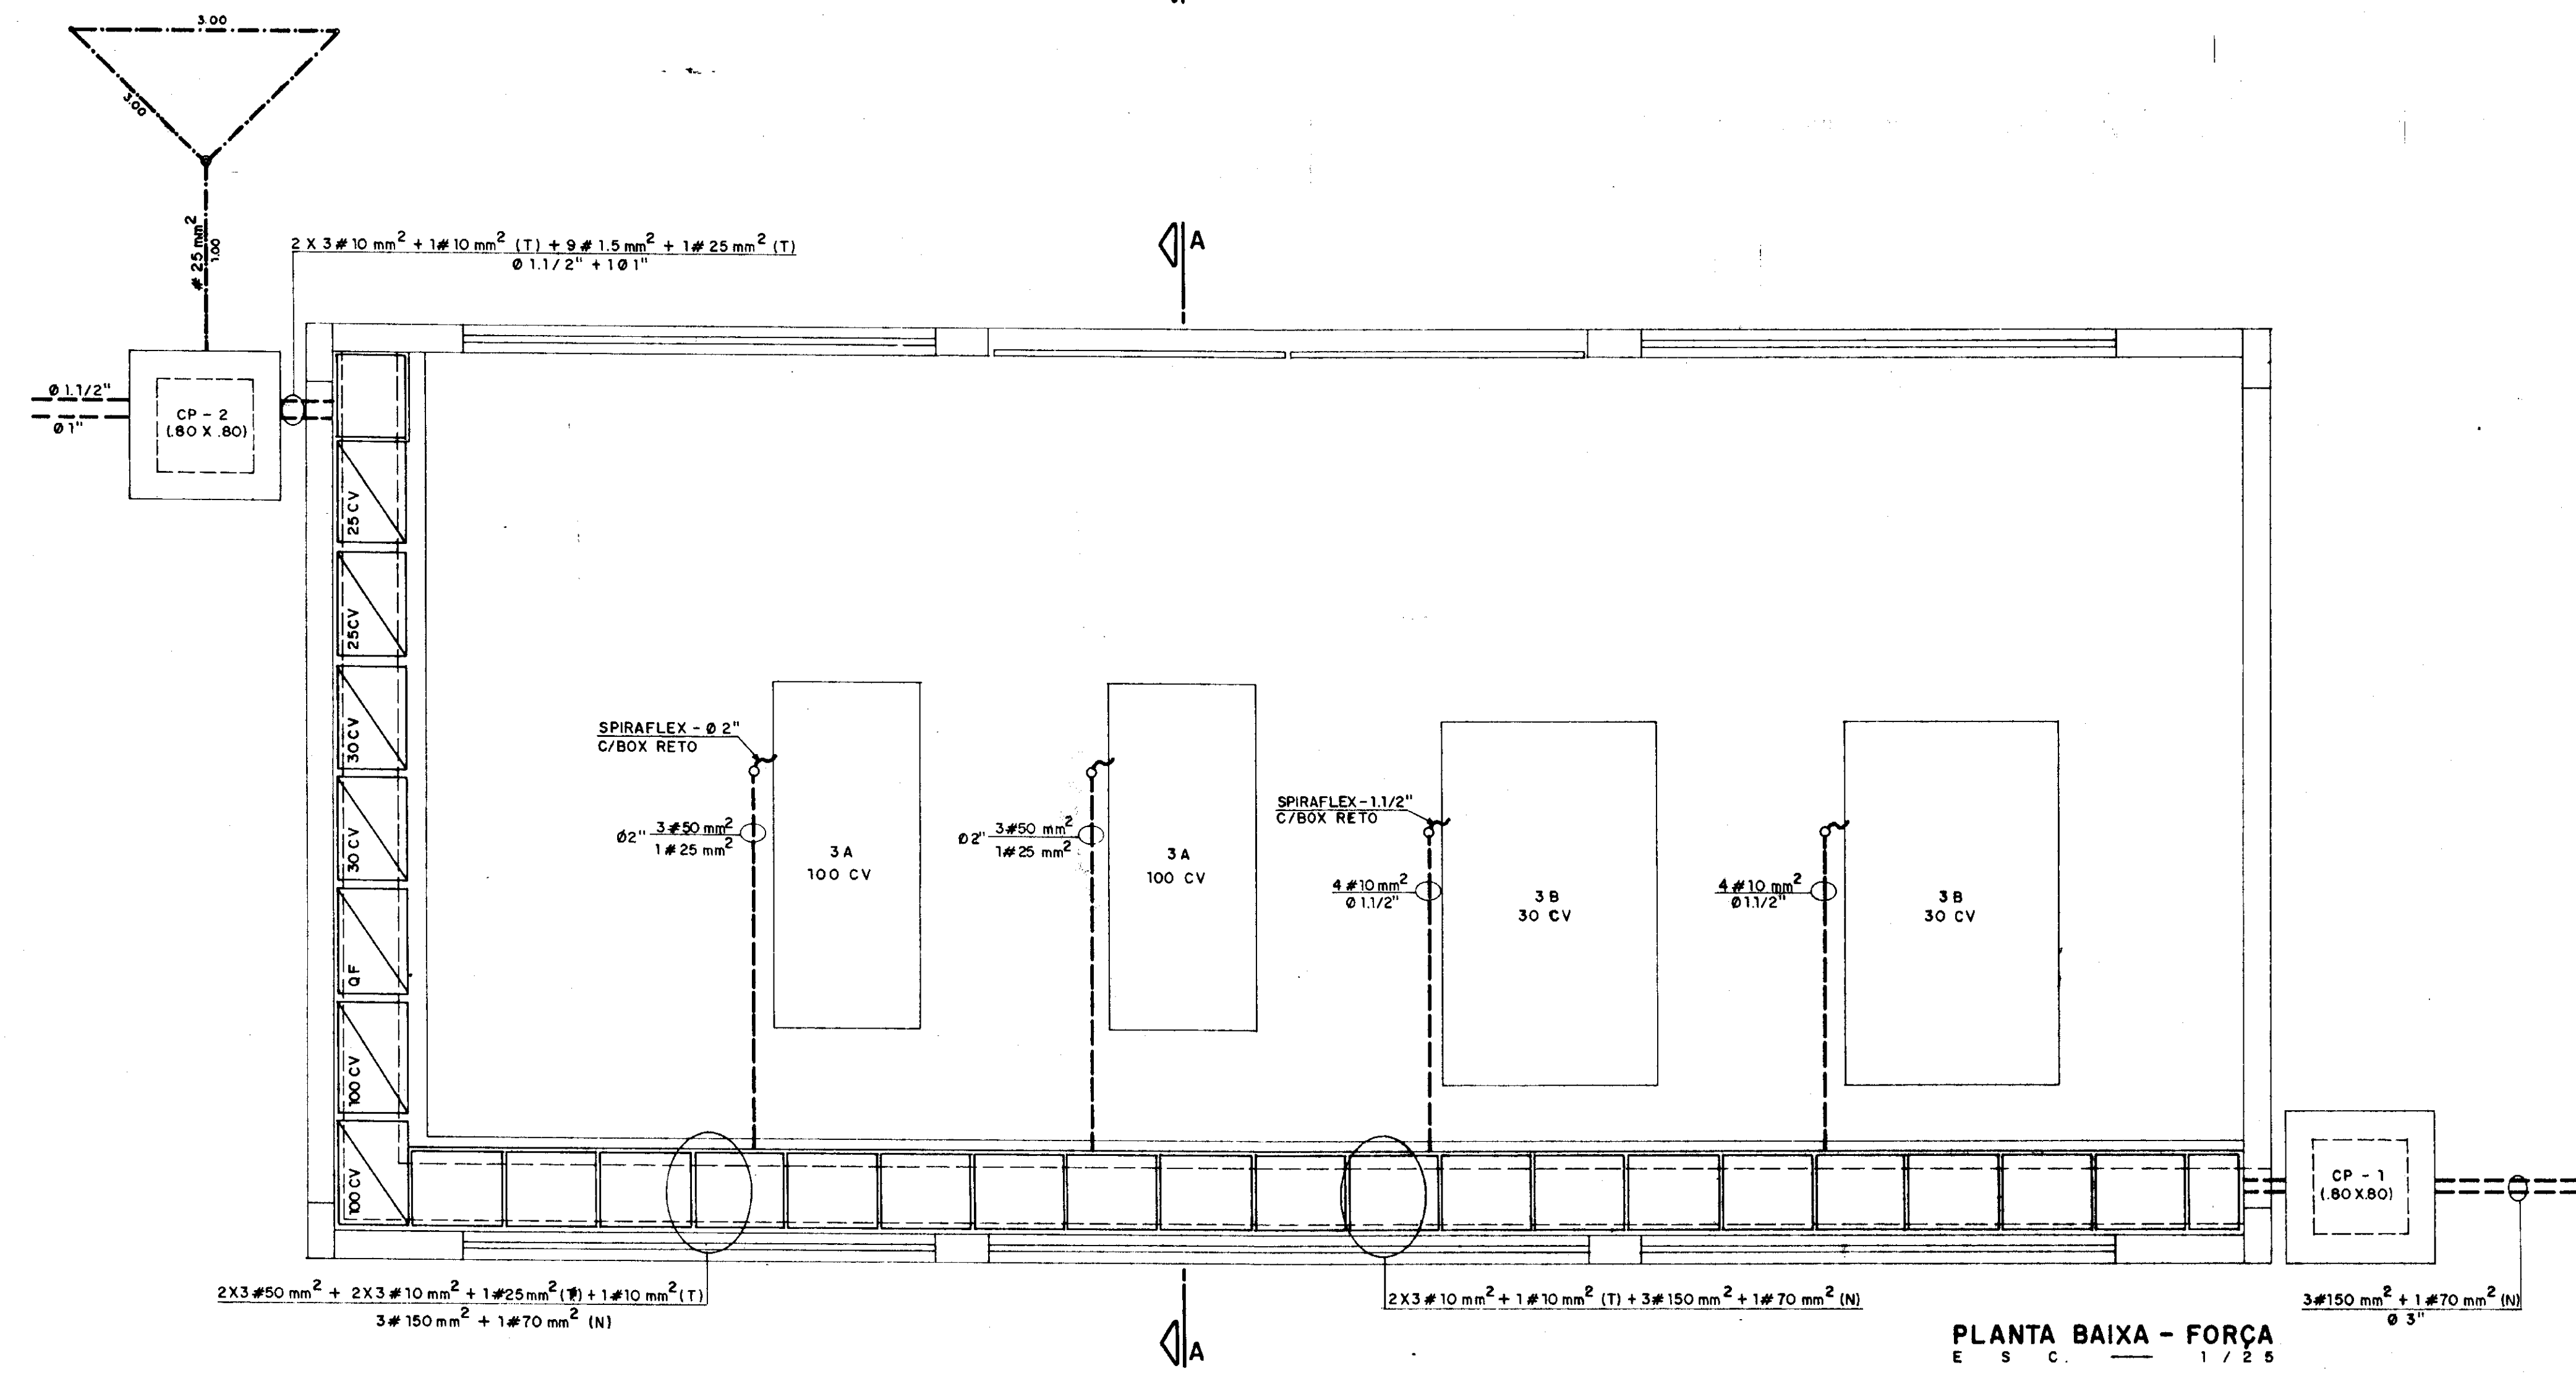 3.00
3.00
# 25 mm²
1.00
2 X 3 # 10 mm² + 1# 10 mm² (T) + 9 # 1.5 mm² + 1# 25 mm² (T)
Ø 1.1/2" + 1Ø 1"
A
Ø 1.1/2"
Ø 1"
CP - 2
(.80 X .80)
25 CV
25CV
30 CV
30 CV
QF
100 CV
100 CV
SPIRAFLEX - Ø 2"
C/BOX RETO
Ø2" 3#50 mm²
1# 25 mm²
3 A
100 CV
Ø2" 3#50 mm²
1# 25 mm²
3 A
100 CV
SPIRAFLEX-1.1/2"
C/BOX RETO
4 #10 mm²
Ø 1.1/2"
3 B
30 CV
4 #10 mm²
Ø1.1/2"
3 B
30 CV
CP - 1
(.80 X.80)
2X3 #50 mm² + 2X3 #10 mm² + 1#25mm² (T) + 1#10 mm² (T)
3# 150 mm² + 1#70 mm² (N)
2X3 # 10 mm² + 1 #10 mm² (T) + 3#150 mm² + 1#70 mm² (N)
3#150 mm² + 1 #70 mm² (N)
Ø 3"
A
PLANTA BAIXA - FORÇA
ESC. — 1/25